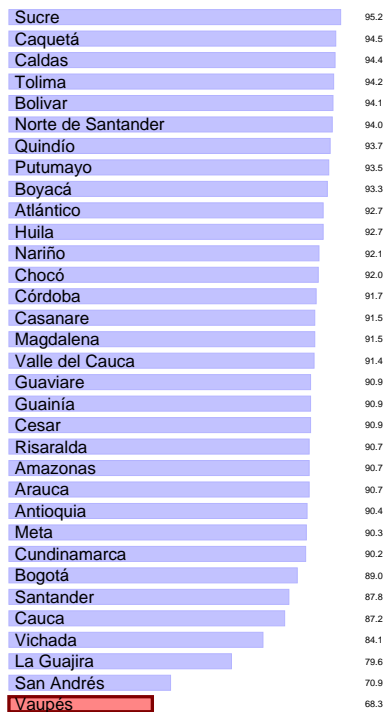 Sucre 95.2
Caquetá 94.5
Caldas 94.4
Tolima 94.2
Bolivar 94.1
Norte de Santander 94.0
Quindío 93.7
Putumayo 93.5
Boyacá 93.3
Atlántico 92.7
Huila 92.7
Nariño 92.1
Chocó 92.0
Córdoba 91.7
Casanare 91.5
Magdalena 91.5
Valle del Cauca 91.4
Guaviare 90.9
Guainía 90.9
Cesar 90.9
Risaralda 90.7
Amazonas 90.7
Arauca 90.7
Antioquia 90.4
Meta 90.3
Cundinamarca 90.2
Bogotá 89.0
Santander 87.8
Cauca 87.2
Vichada 84.1
La Guajira 79.6
San Andrés 70.9
Vaupés 68.3